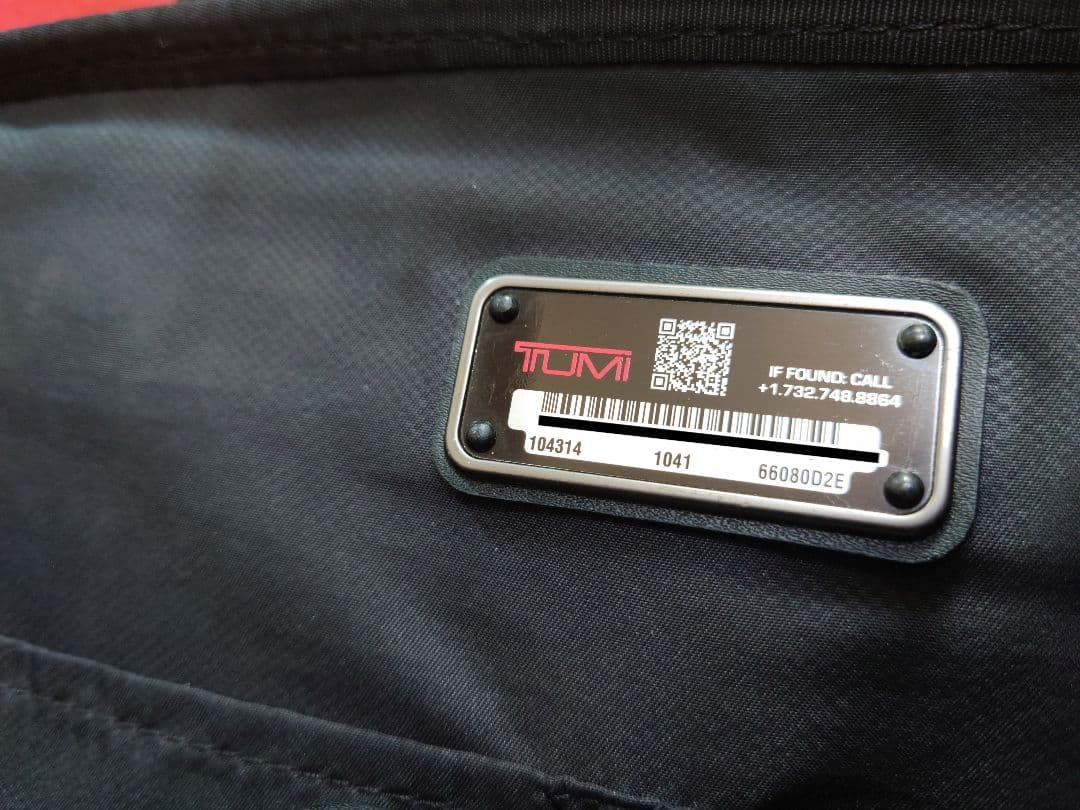 TUMI
IF FOUND: CALL
+1.732.748.8864
104314 1041 66080D2E